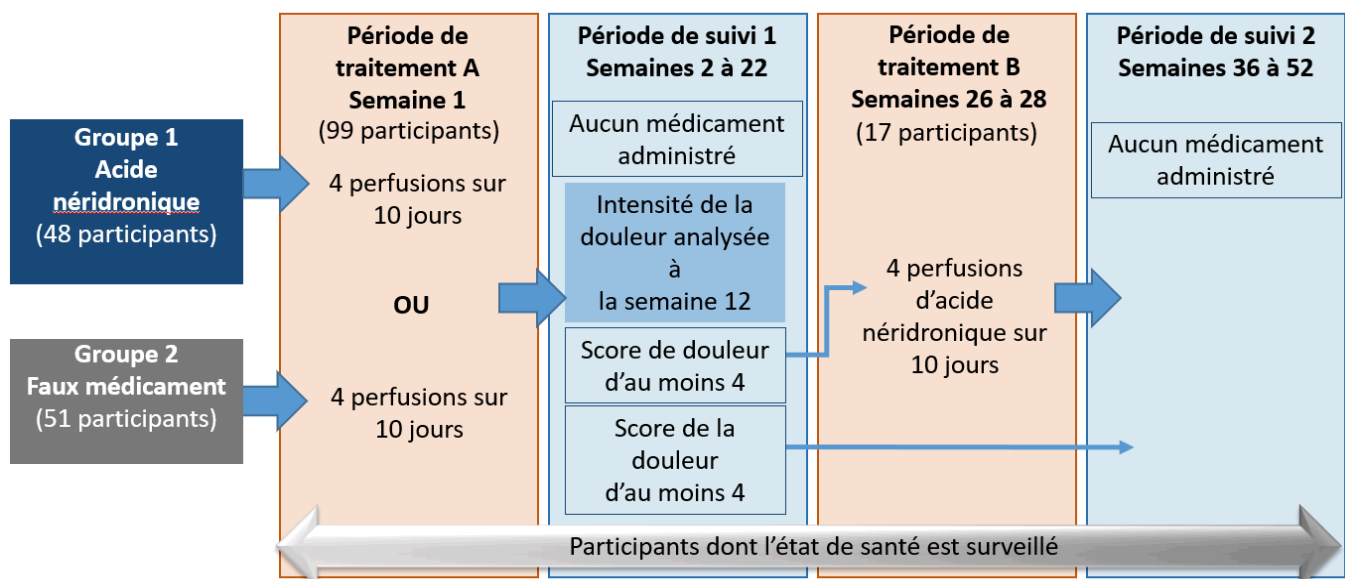 Groupe 1
Acide
néridronique
(48 participants)
Groupe 2
Faux médicament
(51 participants)
Période de
traitement A
Semaine 1
(99 participants)
4 perfusions sur
10 jours
OU
4 perfusions sur
10 jours
Période de suivi 1
Semaines 2 à 22
Aucun médicament
administré
Intensité de la
douleur analysée
à
la semaine 12
Score de douleur
d'au moins 4
Score de la
douleur
d'au moins 4
Période de
traitement B
Semaines 26 à 28
(17 participants)
4 perfusions
d'acide
néridronique sur
10 jours
Période de suivi 2
Semaines 36 à 52
Aucun médicament
administré
Participants dont l'état de santé est surveillé